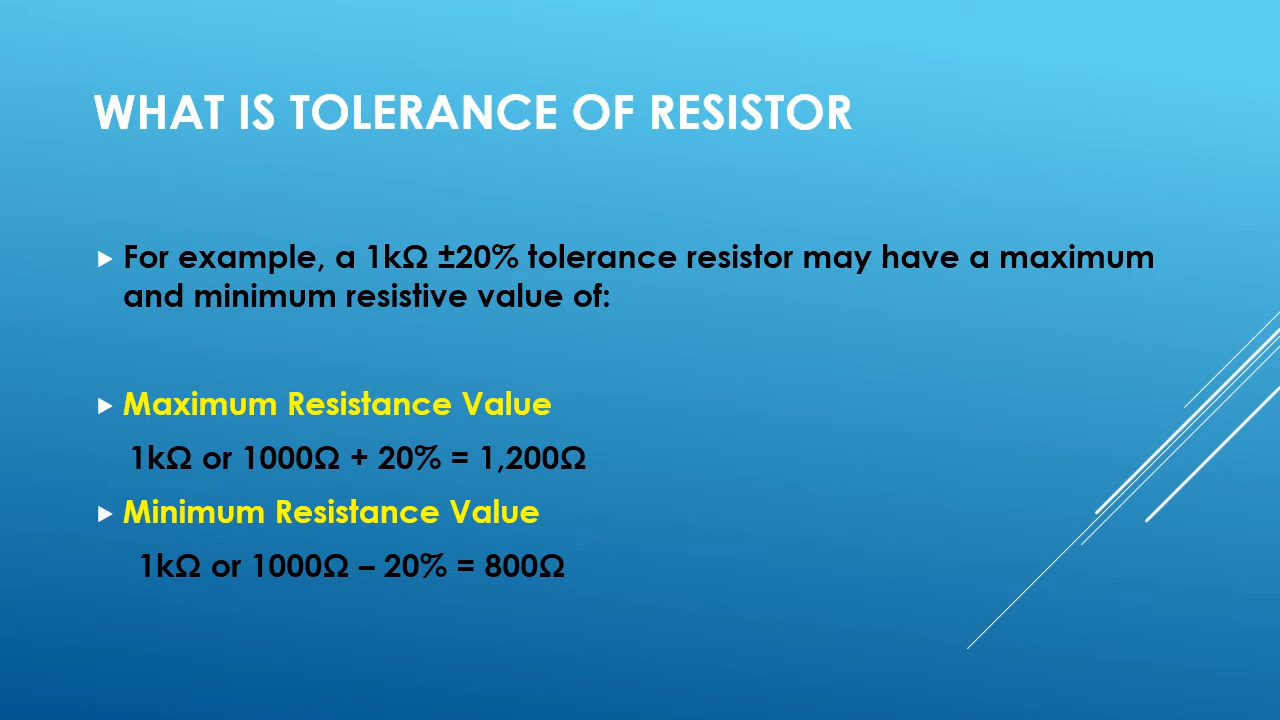 WHAT IS TOLERANCE OF RESISTOR
For example, a 1kΩ ±20% tolerance resistor may have a maximum
and minimum resistive value of:
Maximum Resistance Value
1kΩ or 1000Ω + 20% = 1,200Ω
Minimum Resistance Value
1kΩ or 1000Ω – 20% = 800Ω